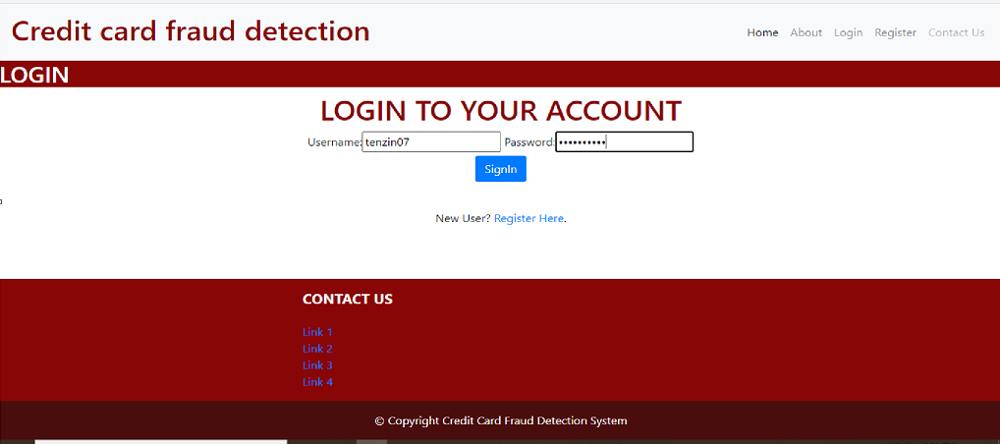 Credit card fraud detection
Home About Login Register Contact Us
LOGIN
LOGIN TO YOUR ACCOUNT
Username: tenzin07 Password: ••••••••••
SignIn
New User? Register Here.
CONTACT US
Link 1
Link 2
Link 3
Link 4
© Copyright Credit Card Fraud Detection System